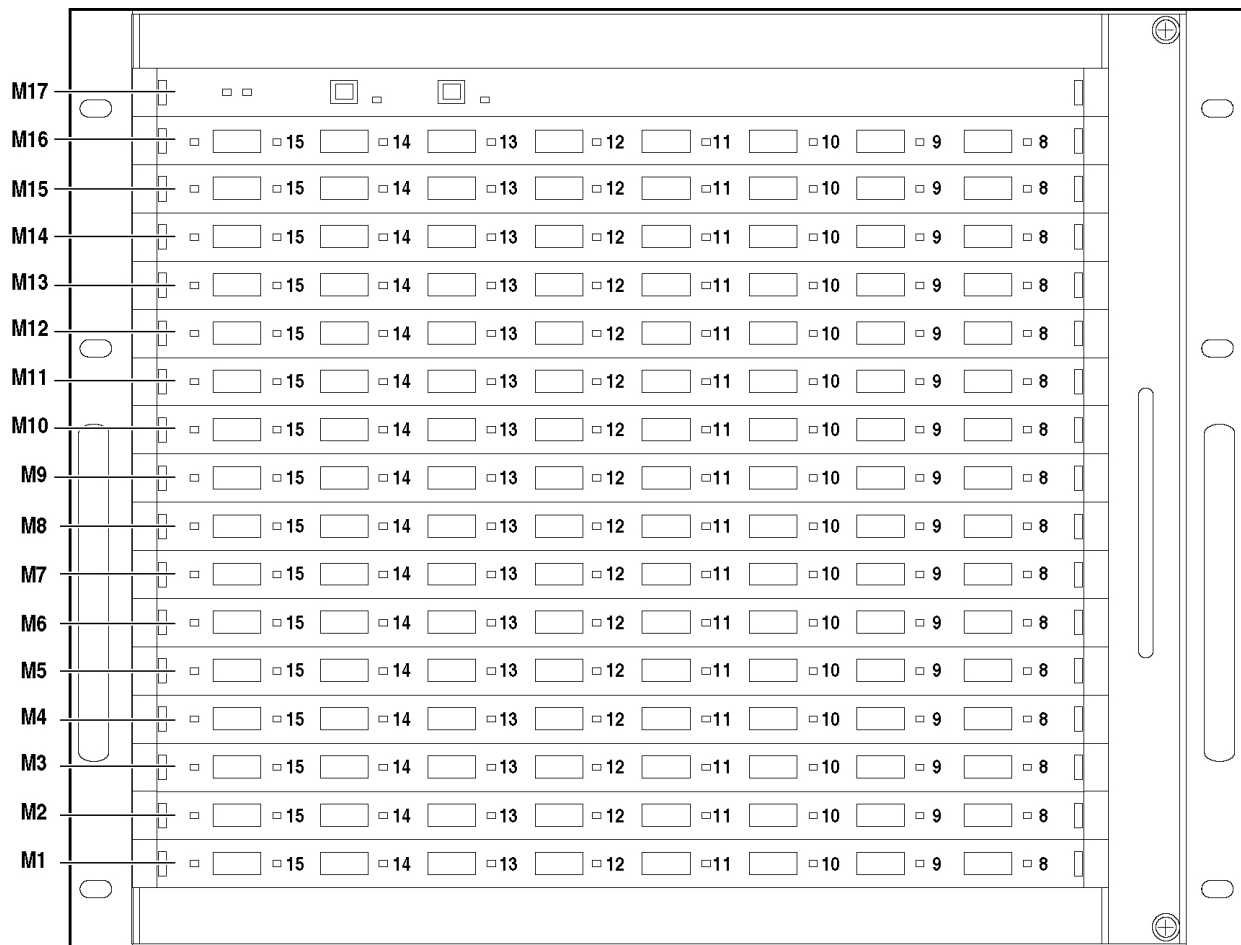 M17
M16 15 14 13 12 11 10 9 8
M15 15 14 13 12 11 10 9 8
M14 15 14 13 12 11 10 9 8
M13 15 14 13 12 11 10 9 8
M12 15 14 13 12 11 10 9 8
M11 15 14 13 12 11 10 9 8
M10 15 14 13 12 11 10 9 8
M9 15 14 13 12 11 10 9 8
M8 15 14 13 12 11 10 9 8
M7 15 14 13 12 11 10 9 8
M6 15 14 13 12 11 10 9 8
M5 15 14 13 12 11 10 9 8
M4 15 14 13 12 11 10 9 8
M3 15 14 13 12 11 10 9 8
M2 15 14 13 12 11 10 9 8
M1 15 14 13 12 11 10 9 8